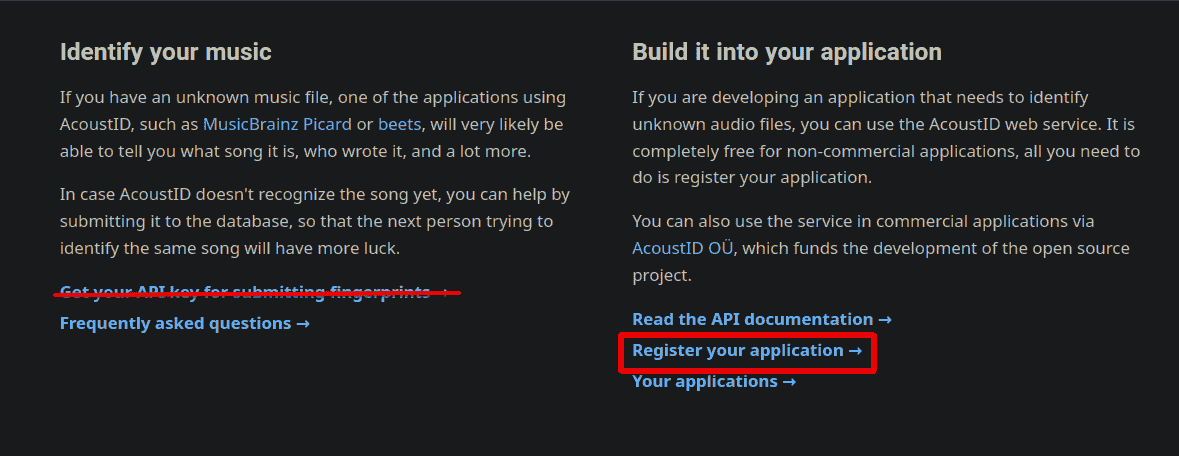 Identify your music
If you have an unknown music file, one of the applications using
AcoustID, such as MusicBrainz Picard or beets, will very likely be
able to tell you what song it is, who wrote it, and a lot more.
In case AcoustID doesn't recognize the song yet, you can help by
submitting it to the database, so that the next person trying to
identify the same song will have more luck.
Get your API key for submitting fingerprints →
Frequently asked questions →
Build it into your application
If you are developing an application that needs to identify
unknown audio files, you can use the AcoustID web service. It is
completely free for non-commercial applications, all you need to
do is register your application.
You can also use the service in commercial applications via
AcoustID OÜ, which funds the development of the open source
project.
Read the API documentation →
Register your application →
Your applications →